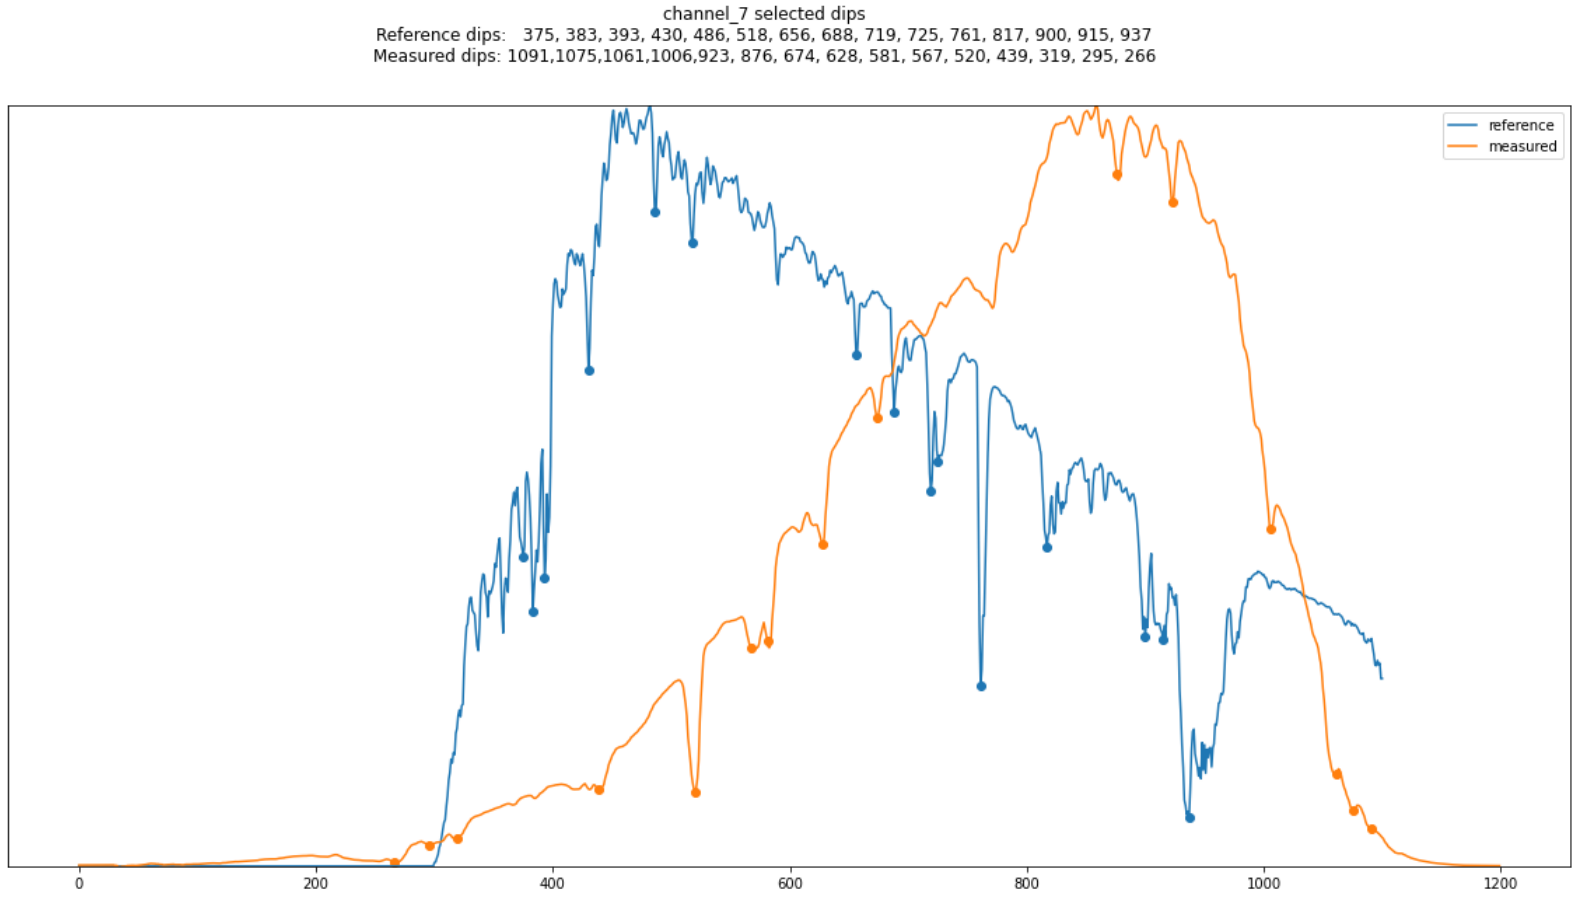 channel_7 selected dips
Reference dips: 375, 383, 393, 430, 486, 518, 656, 688, 719, 725, 761, 817, 900, 915, 937
Measured dips: 1091,1075,1061,1006,923, 876, 674, 628, 581, 567, 520, 439, 319, 295, 266
reference
measured
0 200 400 600 800 1000 1200